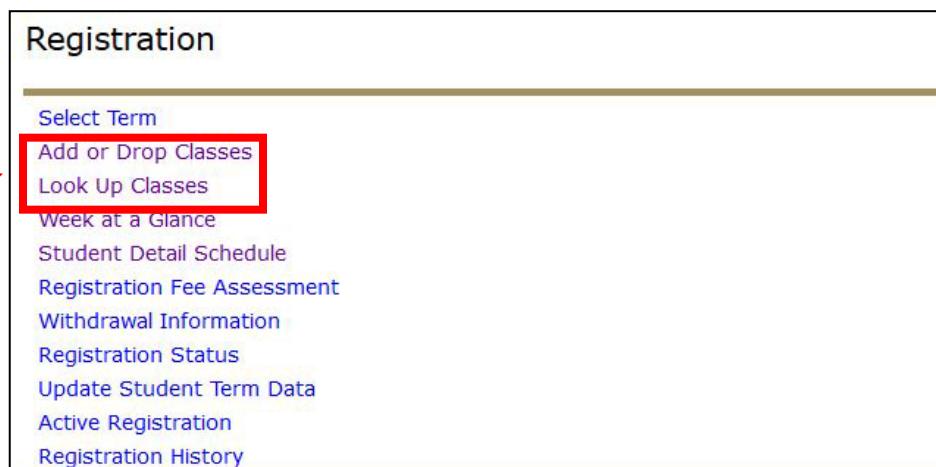 Registration
Select Term
Add or Drop Classes
Look Up Classes
Week at a Glance
Student Detail Schedule
Registration Fee Assessment
Withdrawal Information
Registration Status
Update Student Term Data
Active Registration
Registration History